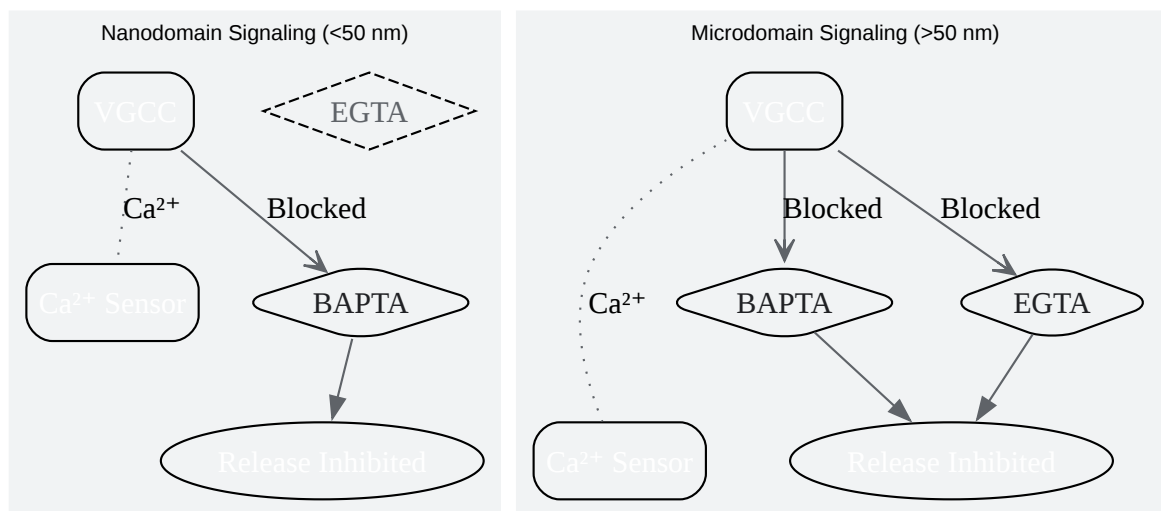 Nanodomain Signaling (<50 nm)
VGCC
EGTA
Ca²⁺
Blocked
Ca²⁺ Sensor
BAPTA
Release Inhibited
Microdomain Signaling (>50 nm)
VGCC
Blocked
Blocked
Ca²⁺
BAPTA
EGTA
Ca²⁺ Sensor
Release Inhibited